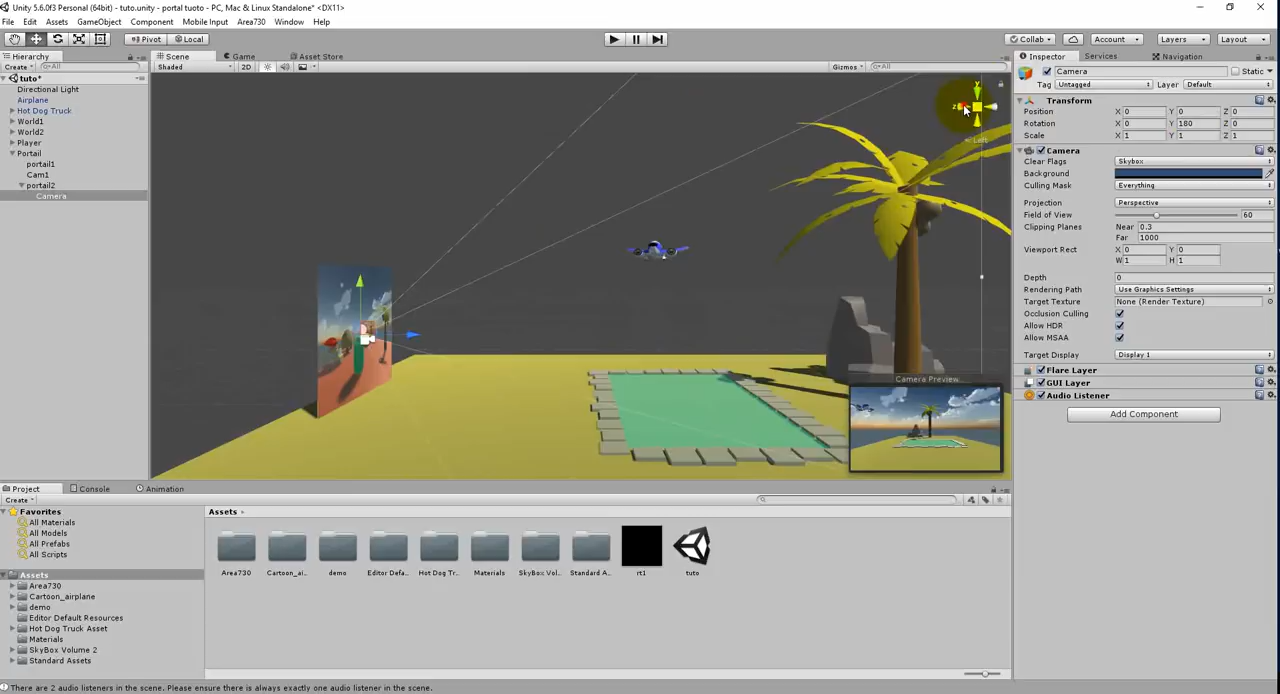 Unity 5.6.0f3 Personal (64bit) - tuto.unity - portal tuoto - PC, Mac & Linux Standalone* <DX11>
File Edit Assets GameObject Component Mobile Input Area730 Window Help
Pivot Local Collab Account Layers Layout
Hierarchy Scene Game Asset Store Inspector Services Navigation
Create All Shaded 2D Gizmos All
tuto*
Directional Light
Airplane
Hot Dog Truck
World1
World2
Player
Portail
portail1
Cam1
portail2
Camera
y
z
Left
Camera Preview
Camera Static
Tag Untagged Layer Default
Transform
Position X 0 Y 0 Z 0
Rotation X 0 Y 180 Z 0
Scale X 1 Y 1 Z 1
Camera
Clear Flags Skybox
Background
Culling Mask Everything
Projection Perspective
Field of View 60
Clipping Planes Near 0.3
Far 1000
Viewport Rect X 0 Y 0
W 1 H 1
Depth 0
Rendering Path Use Graphics Settings
Target Texture None (Render Texture)
Occlusion Culling
Allow HDR
Allow MSAA
Target Display Display 1
Flare Layer
GUI Layer
Audio Listener
Add Component
Project Console Animation
Create
Favorites
All Materials
All Models
All Prefabs
All Scripts
Assets
Area730
Cartoon_airplane
demo
Editor Default Resources
Hot Dog Truck Asset
Materials
SkyBox Volume 2
Standard Assets
Assets
Area730 Cartoon_ai... demo Editor Defa... Hot Dog Tr... Materials SkyBox Vol... Standard A... rt1 tuto
There are 2 audio listeners in the scene. Please ensure there is always exactly one audio listener in the scene.